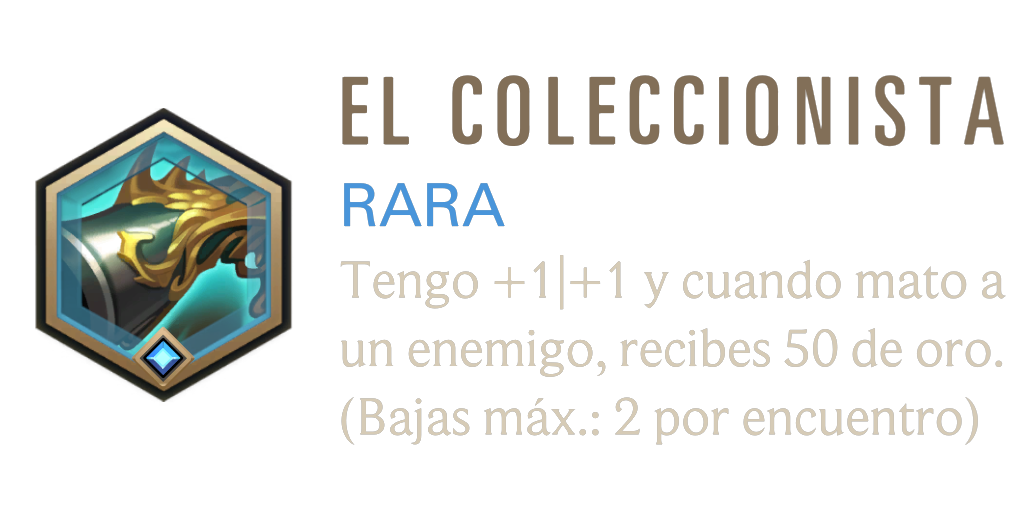 EL COLECCIONISTA
RARA
Tengo +1|+1 y cuando mato a
un enemigo, recibes 50 de oro.
(Bajas máx.: 2 por encuentro)